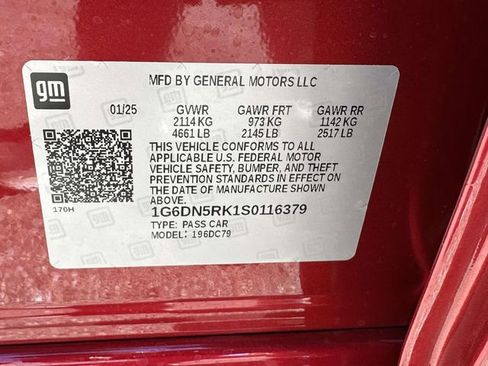 gm
MFD BY GENERAL MOTORS LLC
01/25 GVWR GAWR FRT GAWR RR
2114 KG 973 KG 1142 KG
4661 LB 2145 LB 2517 LB
THIS VEHICLE CONFORMS TO ALL
APPLICABLE U.S. FEDERAL MOTOR
VEHICLE SAFETY, BUMPER, AND THEFT
PREVENTION STANDARDS IN EFFECT ON
THE DATE OF MANUFACTURE SHOWN
ABOVE.
1G6DN5RK1S0116379
170H
TYPE: PASS CAR
MODEL: 196DC79